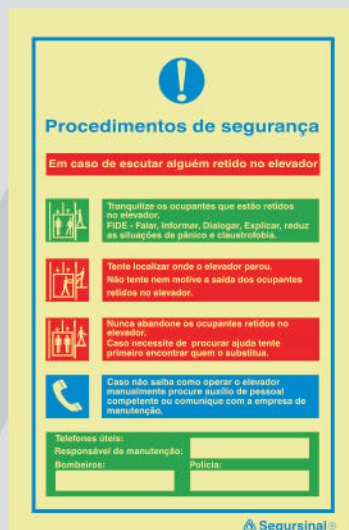 Procedimentos de segurança
Em caso de escutar alguém retido no elevador
Tranquilize os ocupantes que estão retidos
no elevador.
FIDE - Falar, Informar, Dialogar, Explicar, reduz
as situações de pânico e claustrofobia.
Tente localizar onde o elevador parou.
Não tente nem motive a saída dos ocupantes
retidos no elevador.
Nunca abandone os ocupantes retidos no
elevador.
Caso necessite de procurar ajuda tente
primeiro encontrar quem o substitua.
Caso não saiba como operar o elevador
manualmente procure auxílio de pessoal
competente ou comunique com a empresa de
manutenção.
Telefones úteis:
Responsável de manutenção:
Bombeiros: Polícia:
Segursinal®